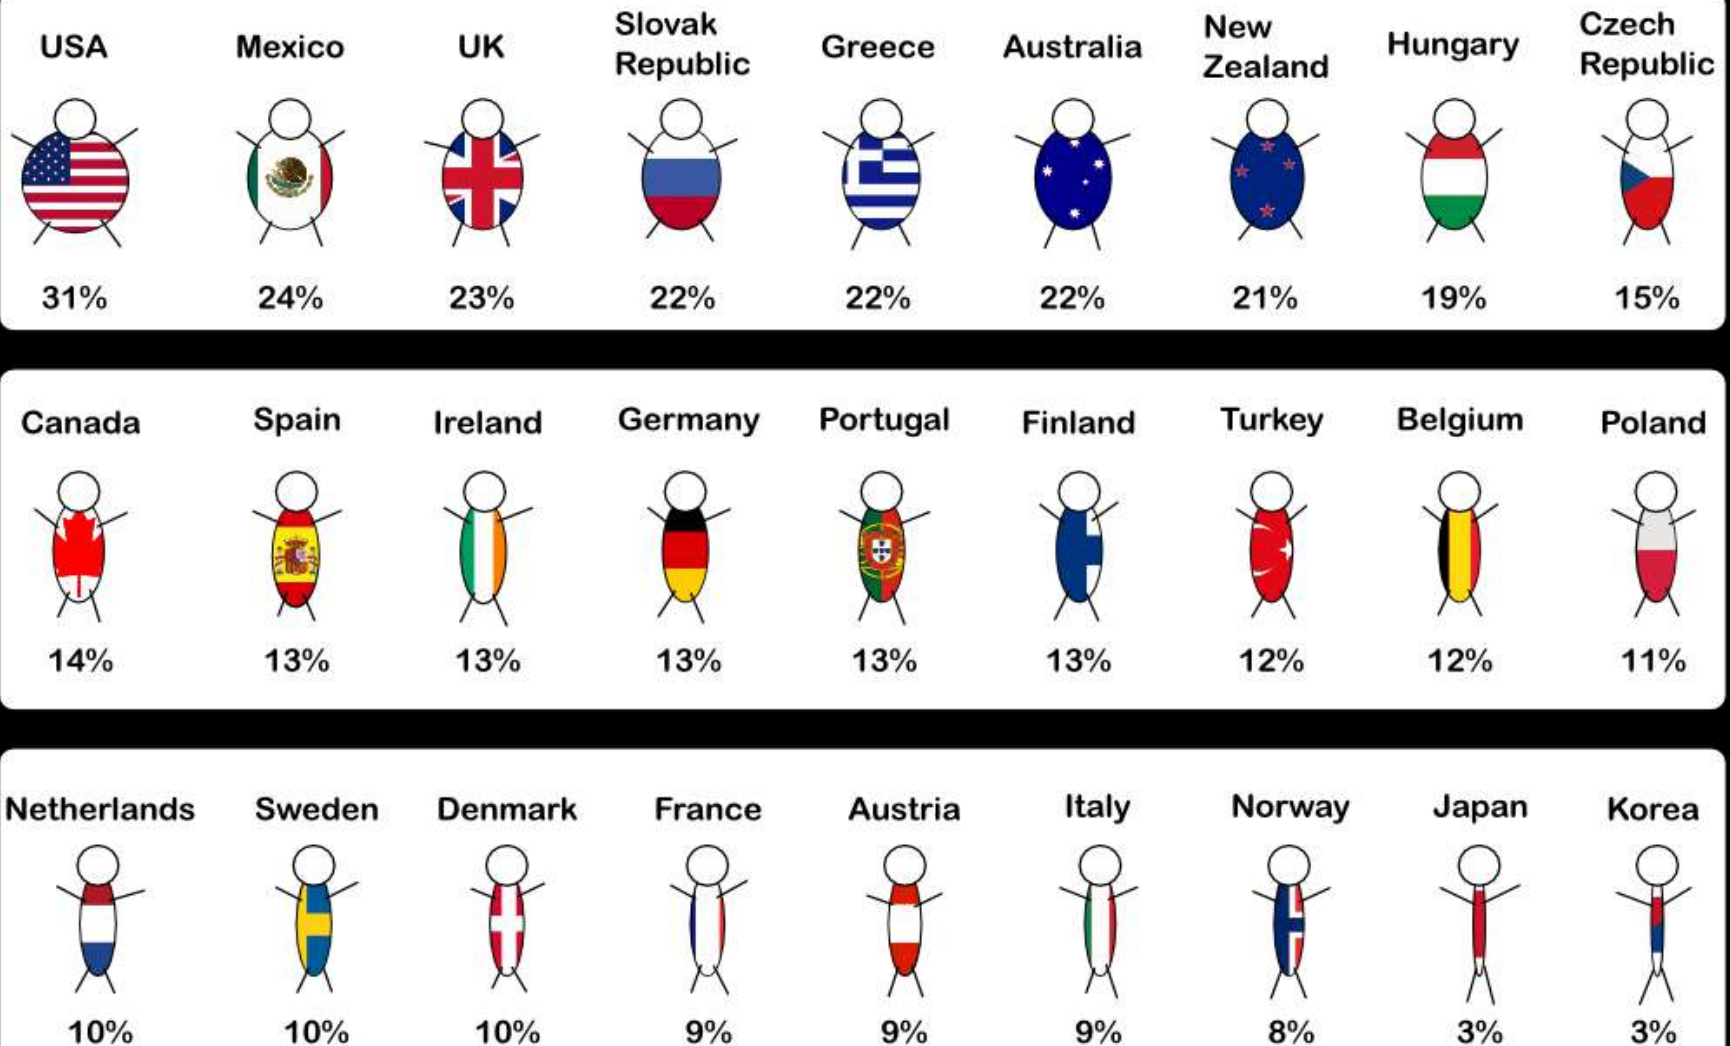 USA Mexico UK Slovak Republic Greece Australia New Zealand Hungary Czech Republic
31% 24% 23% 22% 22% 22% 21% 19% 15%
Canada Spain Ireland Germany Portugal Finland Turkey Belgium Poland
14% 13% 13% 13% 13% 13% 12% 12% 11%
Netherlands Sweden Denmark France Austria Italy Norway Japan Korea
10% 10% 10% 9% 9% 9% 8% 3% 3%